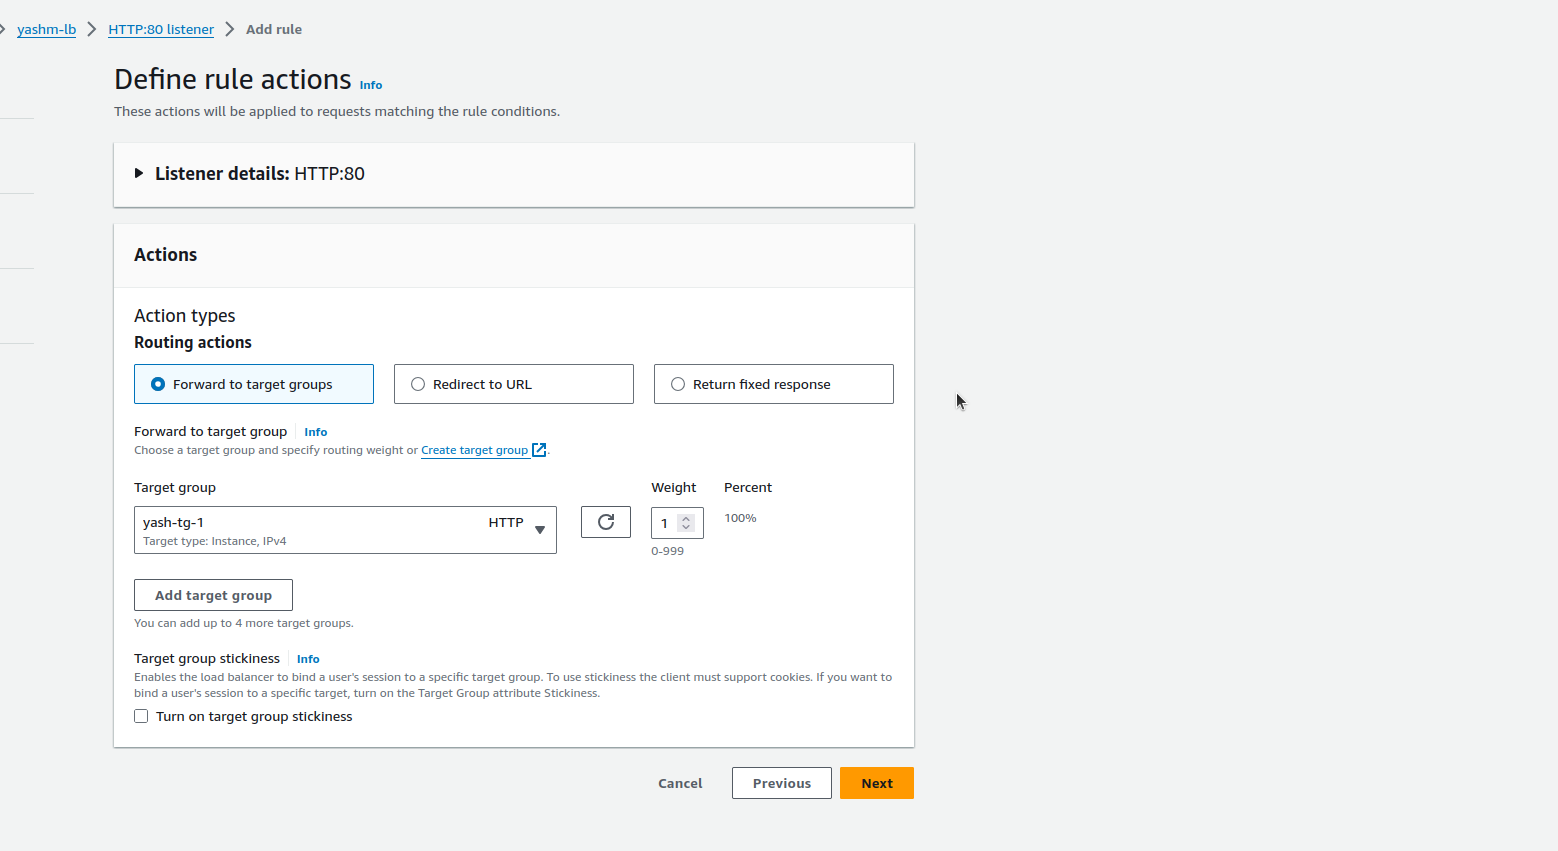 yashm-lb HTTP:80 listener Add rule
Define rule actions Info
These actions will be applied to requests matching the rule conditions.
Listener details: HTTP:80
Actions
Action types
Routing actions
Forward to target groups Redirect to URL Return fixed response
Forward to target group Info
Choose a target group and specify routing weight or Create target group .
Target group Weight Percent
yash-tg-1 HTTP 1 100%
Target type: Instance, IPv4
0-999
Add target group
You can add up to 4 more target groups.
Target group stickiness Info
Enables the load balancer to bind a user's session to a specific target group. To use stickiness the client must support cookies. If you want to
bind a user's session to a specific target, turn on the Target Group attribute Stickiness.
Turn on target group stickiness
Cancel Previous Next